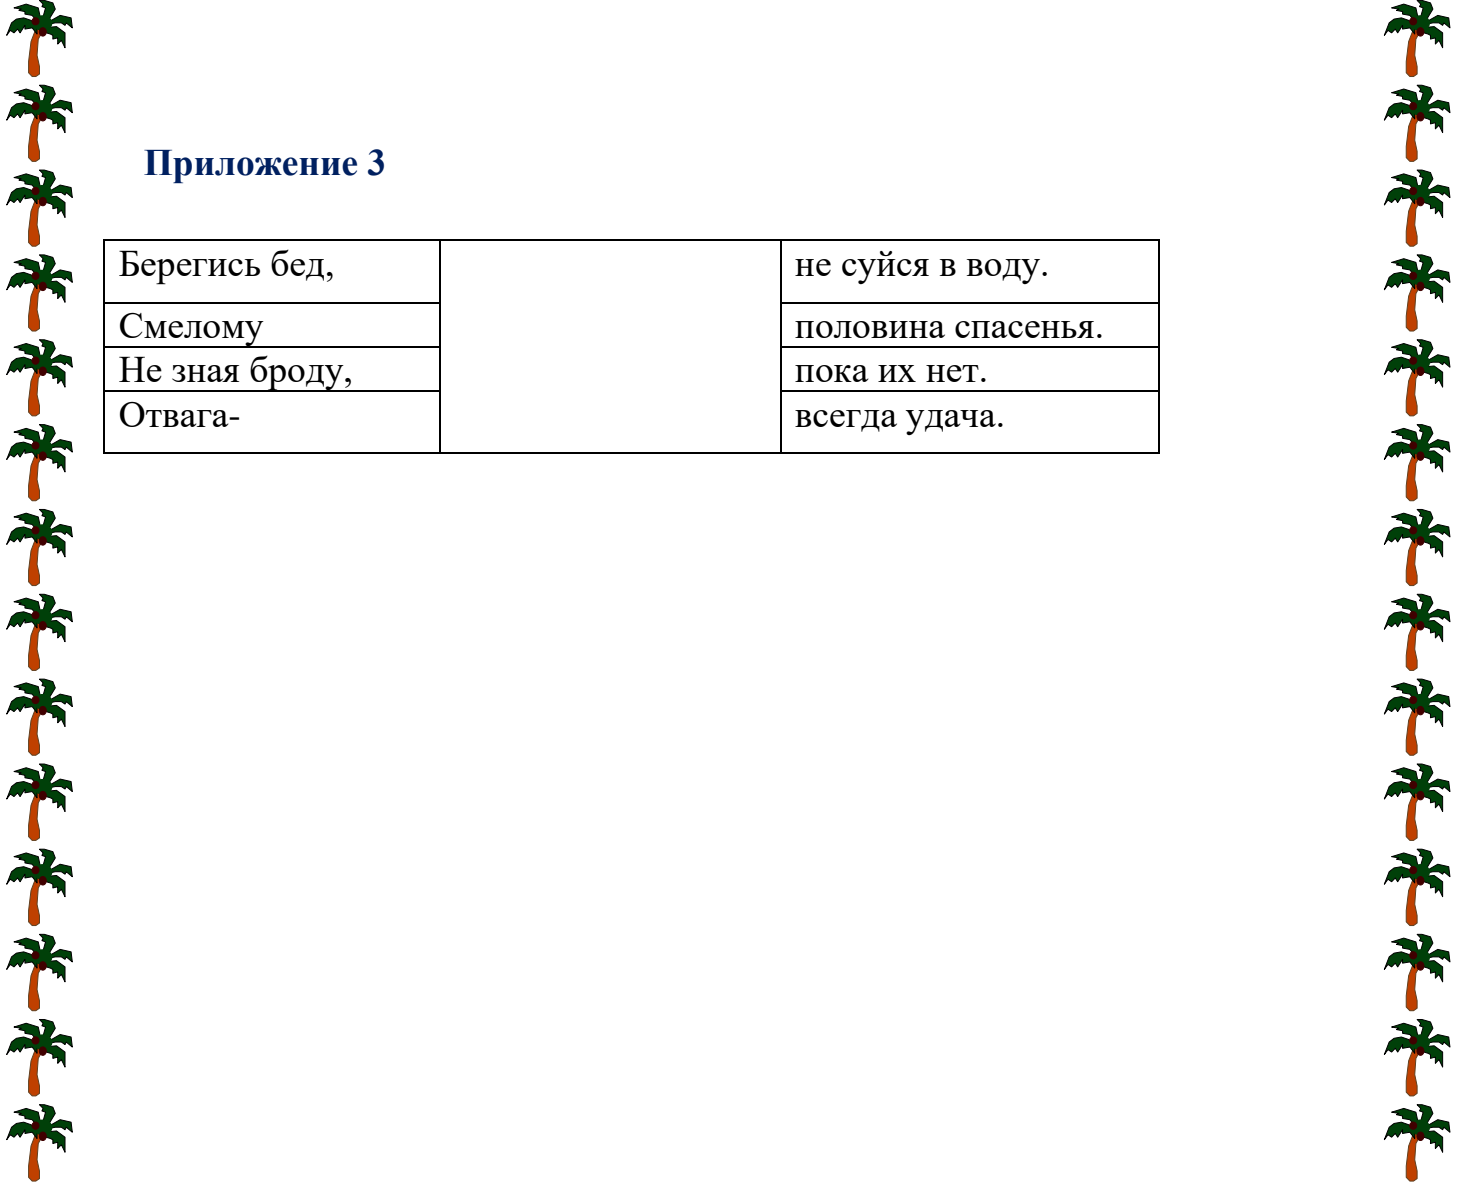 Приложение 3
Берегись бед, не суйся в воду.
Смелому половина спасенья.
Не зная броду, пока их нет.
Отвага- всегда удача.